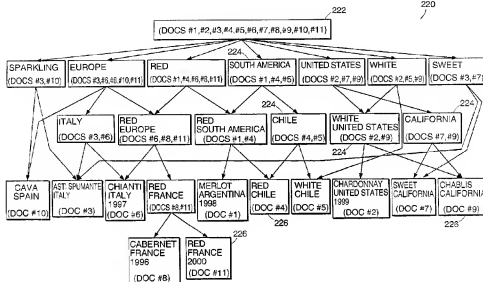 222
220
(DOCS #1,#2,#3,#4,#5,#6,#7,#8,#9,#10,#11)
224
SPARKLING
(DOCS #3,#10)
EUROPE
(DOCS #3,#6,#8,#10,#11)
RED
(DOCS #1,#4,#6,#8,#11)
SOUTH AMERICA
(DOCS #1,#4,#5)
UNITED STATES
(DOCS #2,#7,#9)
WHITE
(DOCS #2,#5,#9)
SWEET
(DOCS #3,#7)
224
224
ITALY
(DOCS #3,#6)
RED
EUROPE
(DOCS #6,#8,#11)
RED
SOUTH AMERICA
(DOCS #1,#4)
CHILE
(DOCS #4,#5)
WHITE
UNITED STATES
(DOCS #2,#9)
CALIFORNIA
(DOCS #7,#9)
224
CAVA
SPAIN
(DOC #10)
ASTI SPUMANTE
ITALY
(DOC #3)
CHIANTI
ITALY
1997
(DOC #6)
RED
FRANCE
(DOCS #8,#11)
MERLOT
ARGENTINA
1998
(DOC #1)
RED
CHILE
(DOC #4)
WHITE
CHILE
(DOC #5)
CHARDONNAY
UNITED STATES
1999
(DOC #2)
SWEET
CALIFORNIA
(DOC #7)
CHABLIS
CALIFORNIA
(DOC #9)
226
226
226
CABERNET
FRANCE
1996
(DOC #8)
RED
FRANCE
2000
(DOC #11)